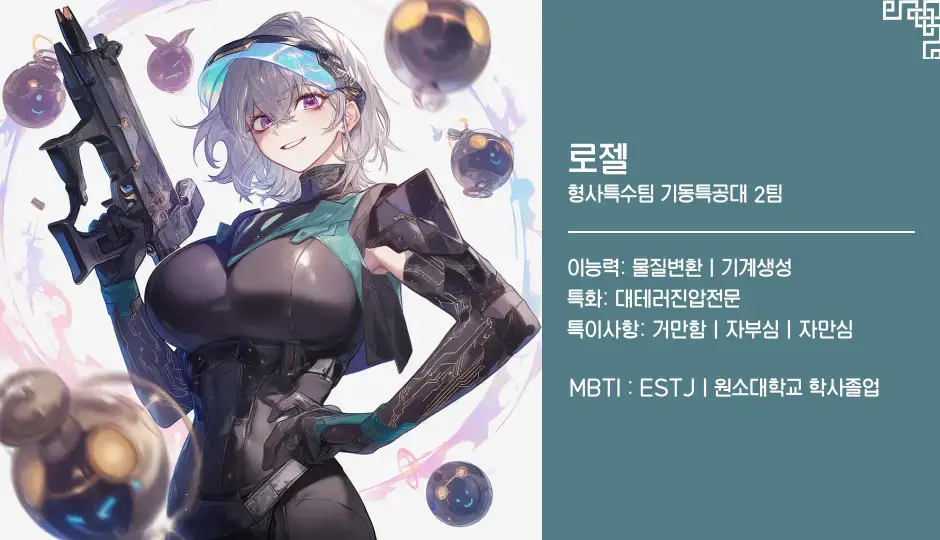 로젤
형사특수팀 기동특공대 2팀
이능력: 물질변환 | 기계생성
특화: 대테러진압전문
특이사항: 거만함 | 자부심 | 자만심
MBTI : ESTJ | 원소대학교 학사졸업